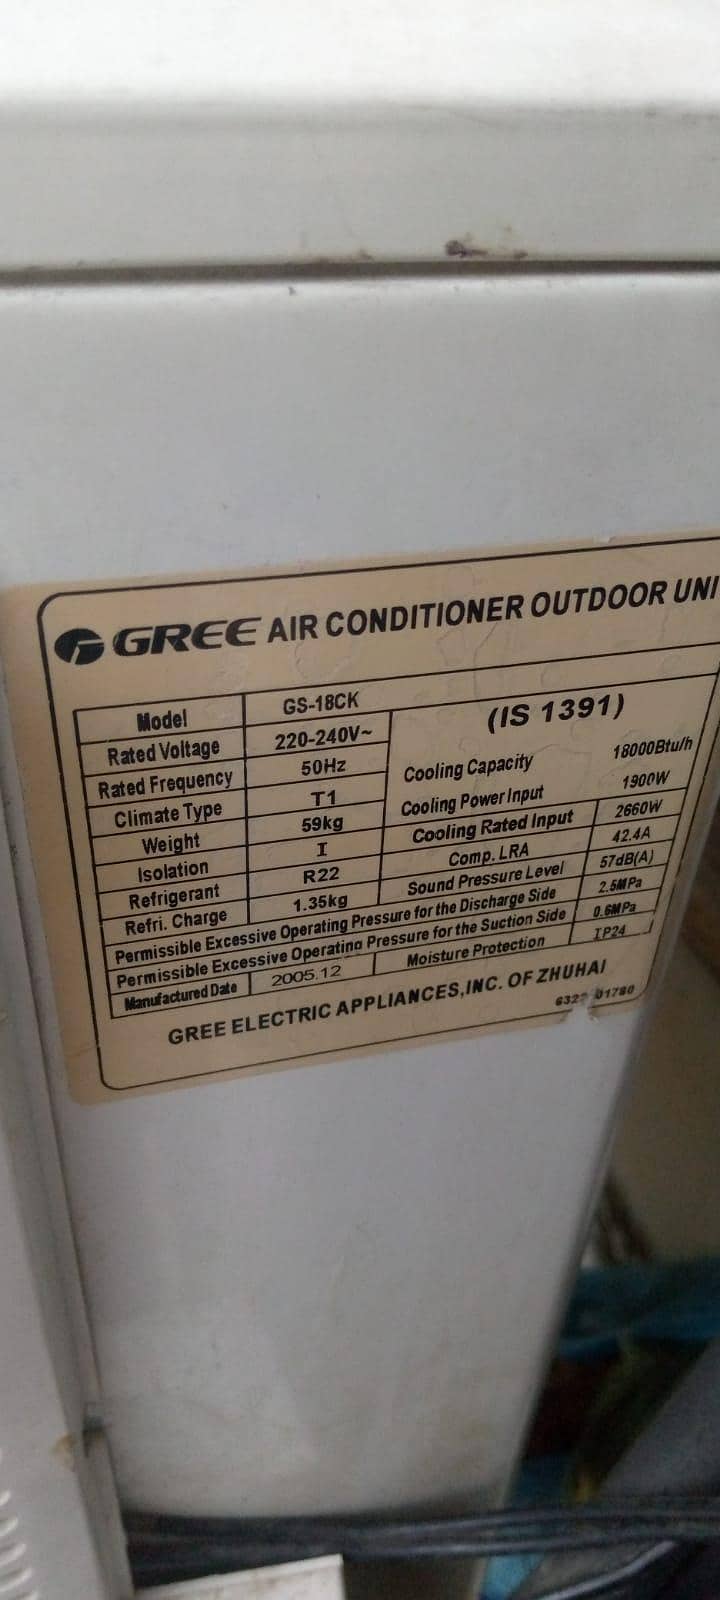 GREE AIR CONDITIONER OUTDOOR UNI
Model GS-18CK
(IS 1391)
Rated Voltage 220-240V~
Rated Frequency 50Hz
Cooling Capacity 18000Btu/h
Climate Type T1
Cooling Power Input 1900W
Weight 59kg
Cooling Rated Input 2660W
Isolation I
Comp. LRA 42.4A
Refrigerant R22
Sound Pressure Level 57dB(A)
Refri. Charge 1.35kg
Permissible Excessive Operating Pressure for the Discharge Side 2.5MPa
Permissible Excessive Operating Pressure for the Suction Side 0.6MPa
Manufactured Date 2005.12 Moisture Protection IP24
GREE ELECTRIC APPLIANCES,INC. OF ZHUHAI